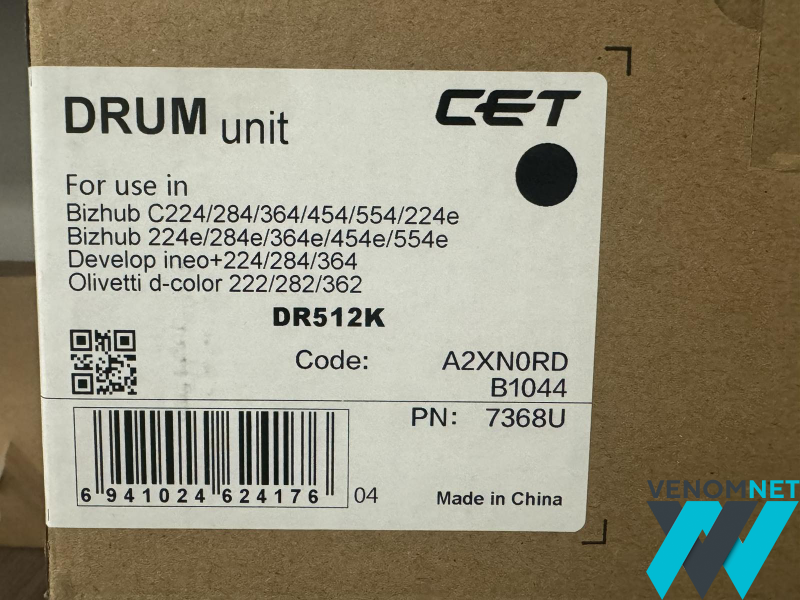 DRUM unit
CET
For use in
Bizhub C224/284/364/454/554/224e
Bizhub 224e/284e/364e/454e/554e
Develop ineo+224/284/364
Olivetti d-color 222/282/362
DR512K
Code: A2XN0RD
B1044
PN: 7368U
6 941024 624176 04
Made in China
VENOMNET